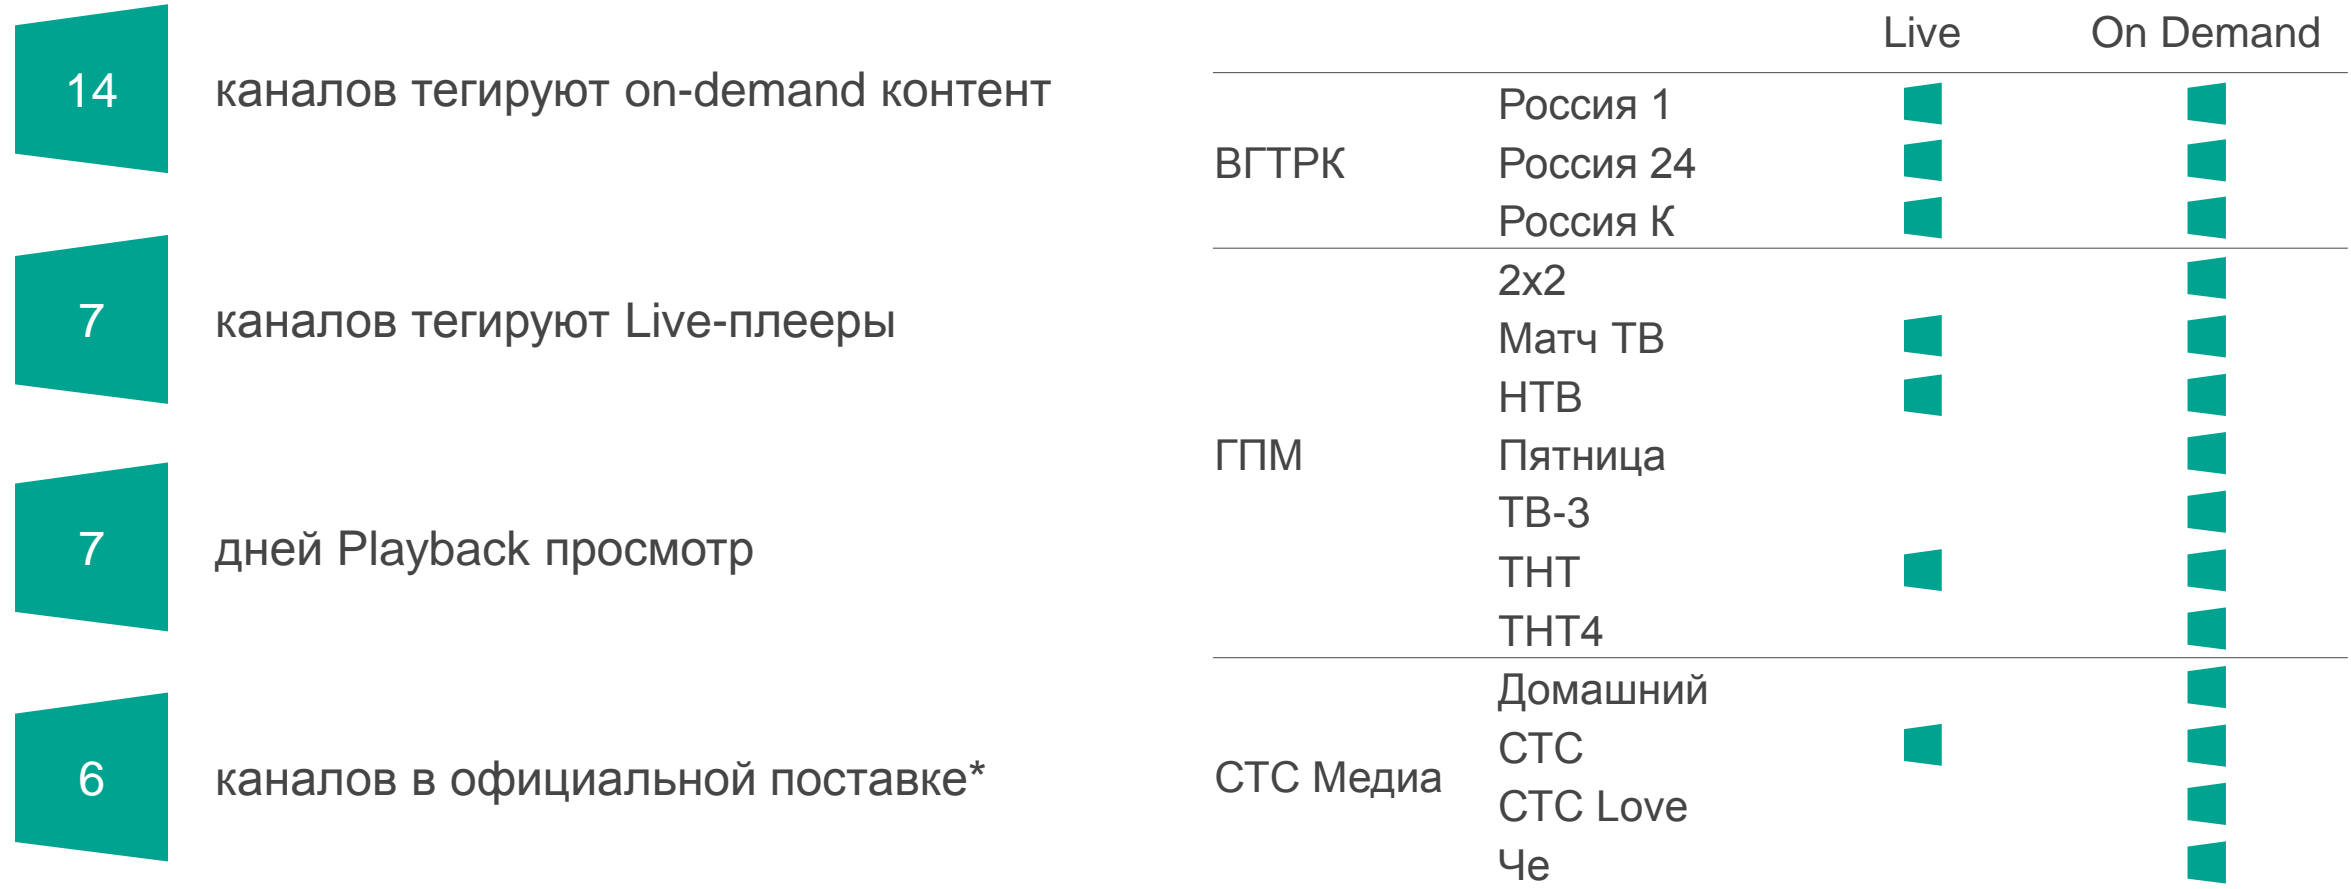 14
каналов тегируют on-demand контент
7
каналов тегируют Live-плееры
7
дней Playback просмотр
6
каналов в официальной поставке*
Live On Demand
ВГТРК
Россия 1
Россия 24
Россия К
ГПМ
2x2
Матч ТВ
НТВ
Пятница
ТВ-3
ТНТ
ТНТ4
СТС Медиа
Домашний
СТС
СТС Love
Че